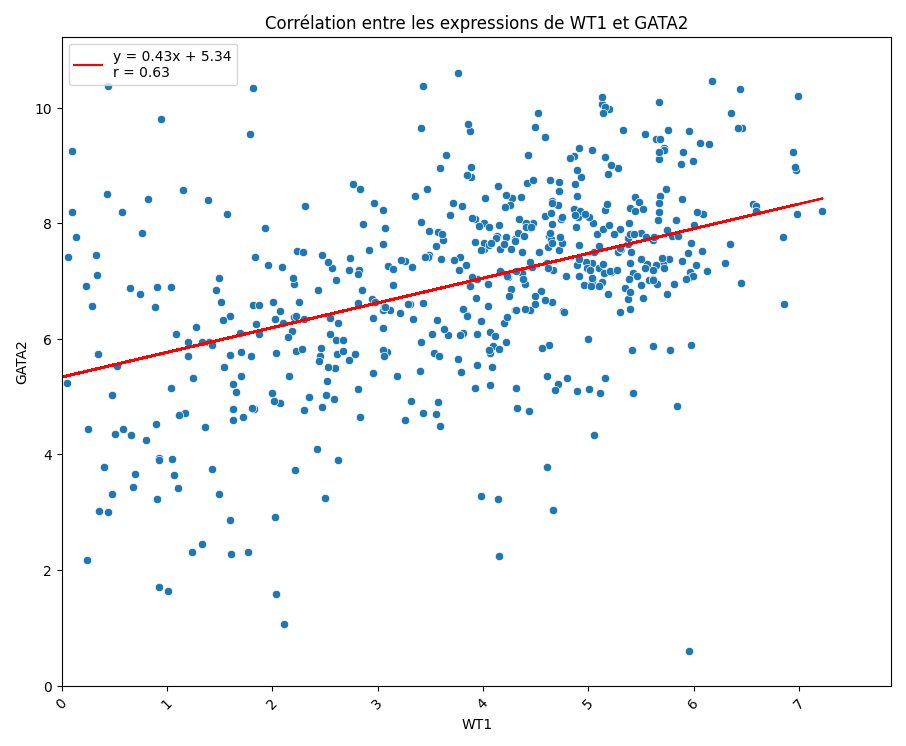 Corrélation entre les expressions de WT1 et GATA2
y = 0.43x + 5.34
r = 0.63
GATA2
10
8
6
4
2
0
0 1 2 3 4 5 6 7
WT1